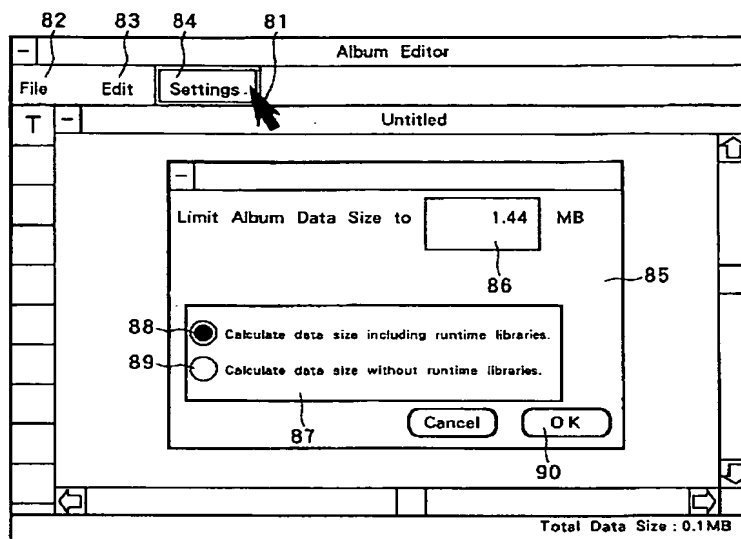 82 83 84 81
Album Editor
File Edit Settings
T Untitled
Limit Album Data Size to 1.44 MB
86
85
88 Calculate data size including runtime libraries.
89 Calculate data size without runtime libraries.
87
Cancel OK
90
Total Data Size : 0.1MB